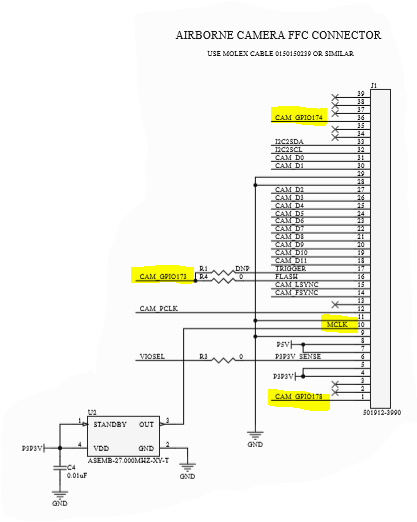 AIRBORNE CAMERA FFC CONNECTOR
USE MOLEX CABLE 0150150239 OR SIMILAR
J1
39
38
37
CAM_GPIO174 36
35
34
I2C2SDA 33
I2C2SCL 32
CAM_D0 31
CAM_D1 30
29
28
CAM_D2 27
CAM_D3 26
CAM_D4 25
CAM_D5 24
CAM_D6 23
CAM_D7 22
CAM_D8 21
CAM_D9 20
CAM_D10 19
CAM_D11 18
R1 DNP TRIGGER 17
CAM_GPIO173 R4 0 FLASH 16
CAM_LSYNC 15
CAM_FSYNC 14
13
CAM_PCLK 12
11
MCLK 10
9
P5V 8
7
VIOSEL R3 0 P3P3V_SENSE 6
5
P3P3V 4
3
2
CAM_GPIO178 1
501912-3990
U1
1 STANDBY OUT 3
P3P3V 4 VDD GND 2
ASEMB-27.000MHZ-XY-T
GND
C4
0.01uF
GND
GND